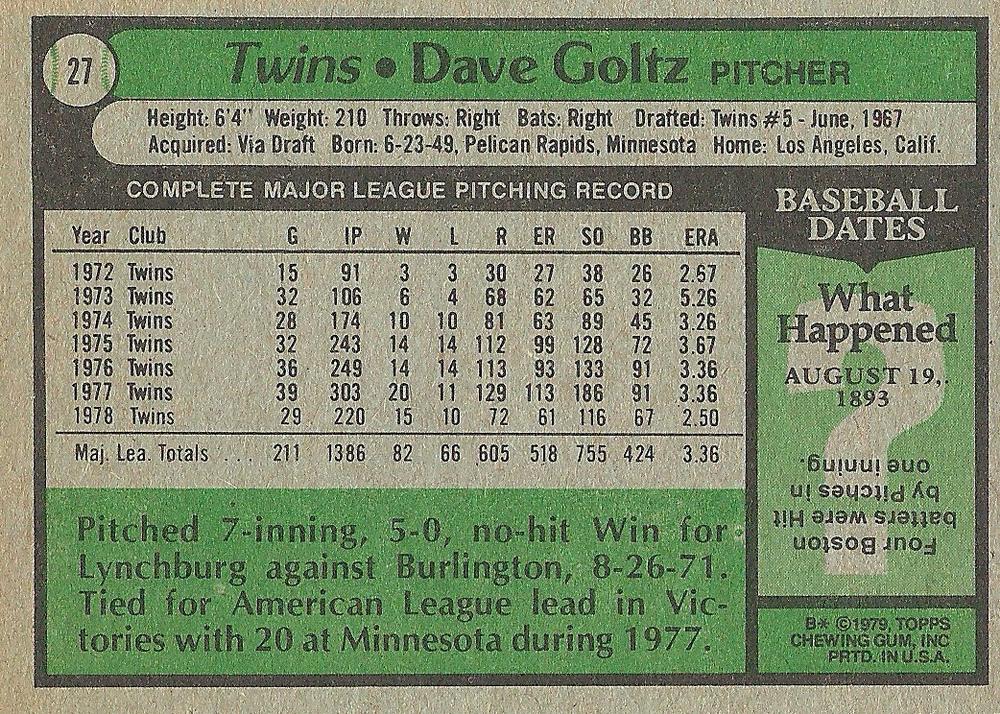 27
Twins • Dave Goltz PITCHER
Height: 6'4" Weight: 210 Throws: Right Bats: Right Drafted: Twins #5 - June, 1967
Acquired: Via Draft Born: 6-23-49, Pelican Rapids, Minnesota Home: Los Angeles, Calif.
COMPLETE MAJOR LEAGUE PITCHING RECORD
Year Club G IP W L R ER SO BB ERA
1972 Twins 15 91 3 3 30 27 38 26 2.67
1973 Twins 32 106 6 4 68 62 65 32 5.26
1974 Twins 28 174 10 10 81 63 89 45 3.26
1975 Twins 32 243 14 14 112 99 128 72 3.67
1976 Twins 36 249 14 14 113 93 133 91 3.36
1977 Twins 39 303 20 11 129 113 186 91 3.36
1978 Twins 29 220 15 10 72 61 116 67 2.50
Maj. Lea. Totals .... 211 1386 82 66 605 518 755 424 3.36
Pitched 7-inning, 5-0, no-hit Win for
Lynchburg against Burlington, 8-26-71.
Tied for American League lead in Vic-
tories with 20 at Minnesota during 1977.
BASEBALL
DATES
What
Happened
AUGUST 19,.
1893
Four Boston
batters were Hit
by Pitches in
one inning.
B* ©1979, TOPPS
CHEWING GUM, INC
PRTD. IN U.S.A.